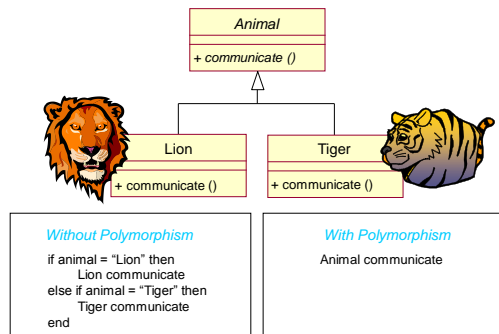 Animal
+ communicate ()
Lion
+ communicate ()
Tiger
+ communicate ()
Without Polymorphism
if animal = “Lion” then
Lion communicate
else if animal = “Tiger” then
Tiger communicate
end
With Polymorphism
Animal communicate